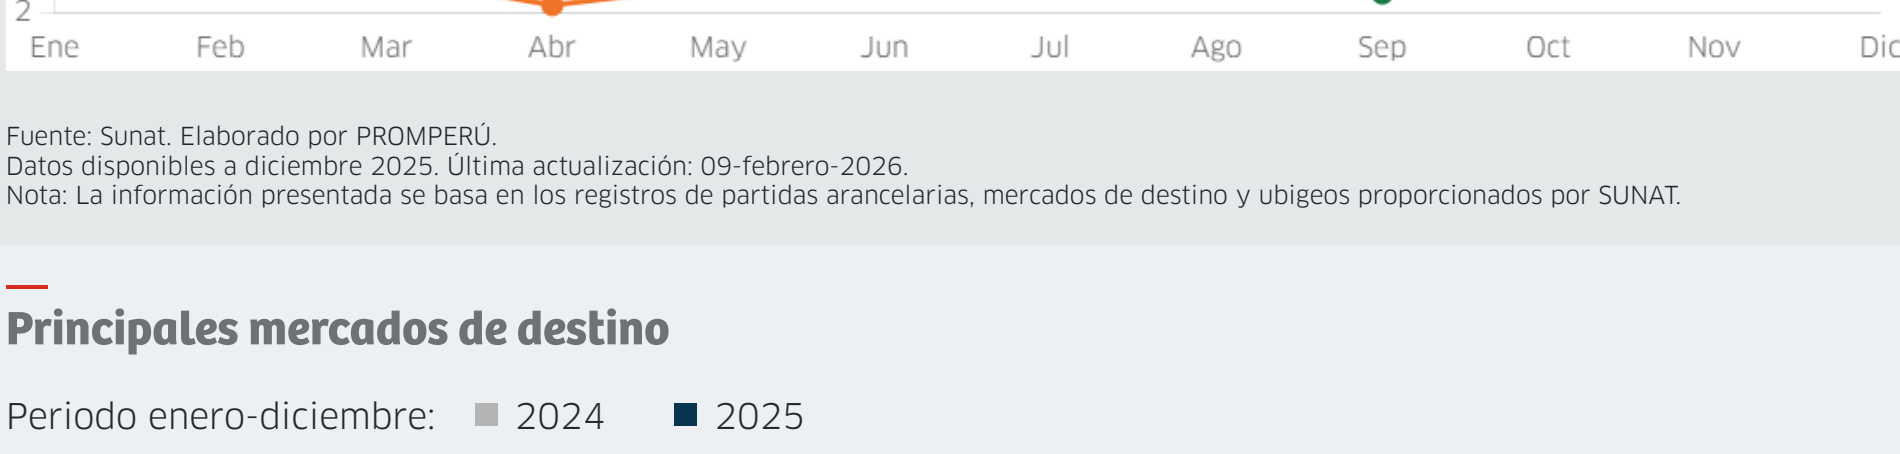 2
Ene Feb Mar Abr May Jun Jul Ago Sep Oct Nov Dic
Fuente: Sunat. Elaborado por PROMPERÚ.
Datos disponibles a diciembre 2025. Última actualización: 09-febrero-2026.
Nota: La información presentada se basa en los registros de partidas arancelarias, mercados de destino y ubigeos proporcionados por SUNAT.
Principales mercados de destino
Periodo enero-diciembre: 2024 2025